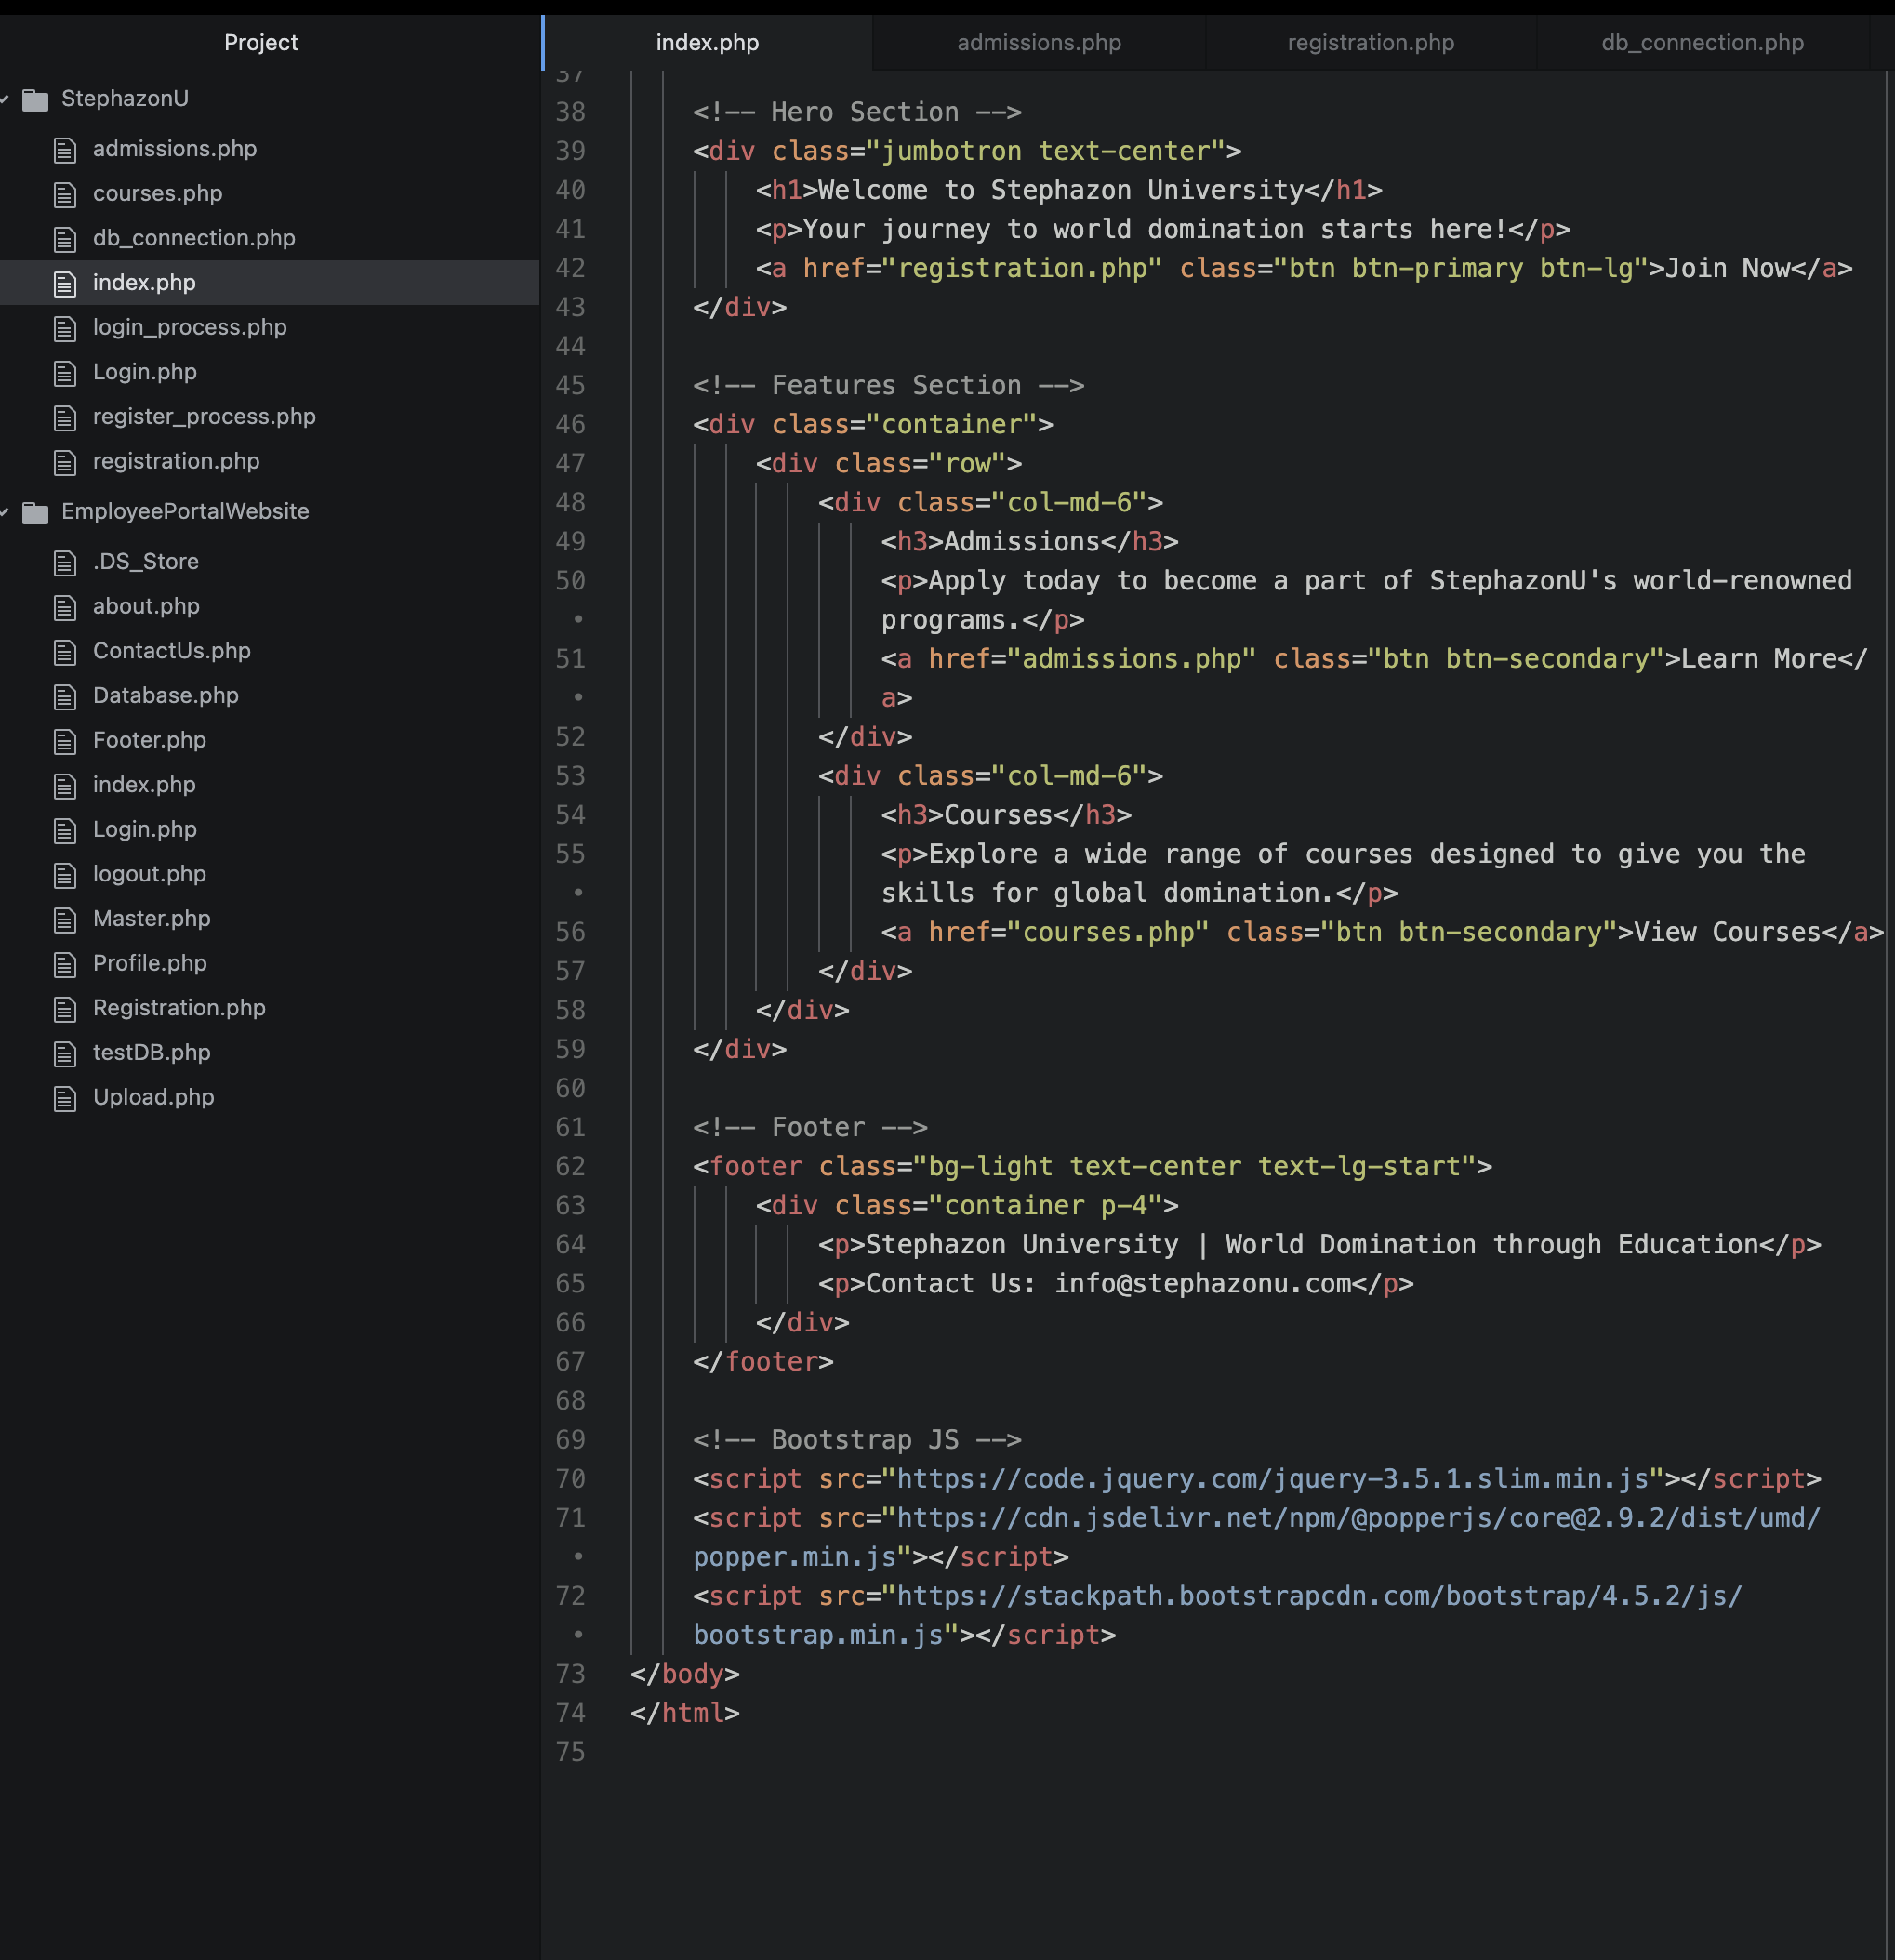 Project
StephazonU
admissions.php
courses.php
db_connection.php
index.php
login_process.php
Login.php
register_process.php
registration.php
EmployeePortalWebsite
.DS_Store
about.php
ContactUs.php
Database.php
Footer.php
index.php
Login.php
logout.php
Master.php
Profile.php
Registration.php
testDB.php
Upload.php
index.php admissions.php registration.php db_connection.php
37
38 <!-- Hero Section -->
39 <div class="jumbotron text-center">
40 <h1>Welcome to Stephazon University</h1>
41 <p>Your journey to world domination starts here!</p>
42 <a href="registration.php" class="btn btn-primary btn-lg">Join Now</a>
43 </div>
44
45 <!-- Features Section -->
46 <div class="container">
47 <div class="row">
48 <div class="col-md-6">
49 <h3>Admissions</h3>
50 <p>Apply today to become a part of StephazonU's world-renowned
• programs.</p>
51 <a href="admissions.php" class="btn btn-secondary">Learn More</
• a>
52 </div>
53 <div class="col-md-6">
54 <h3>Courses</h3>
55 <p>Explore a wide range of courses designed to give you the
• skills for global domination.</p>
56 <a href="courses.php" class="btn btn-secondary">View Courses</a>
57 </div>
58 </div>
59 </div>
60
61 <!-- Footer -->
62 <footer class="bg-light text-center text-lg-start">
63 <div class="container p-4">
64 <p>Stephazon University | World Domination through Education</p>
65 <p>Contact Us: info@stephazonu.com</p>
66 </div>
67 </footer>
68
69 <!-- Bootstrap JS -->
70 <script src="https://code.jquery.com/jquery-3.5.1.slim.min.js"></script>
71 <script src="https://cdn.jsdelivr.net/npm/@popperjs/core@2.9.2/dist/umd/
• popper.min.js"></script>
72 <script src="https://stackpath.bootstrapcdn.com/bootstrap/4.5.2/js/
• bootstrap.min.js"></script>
73 </body>
74 </html>
75